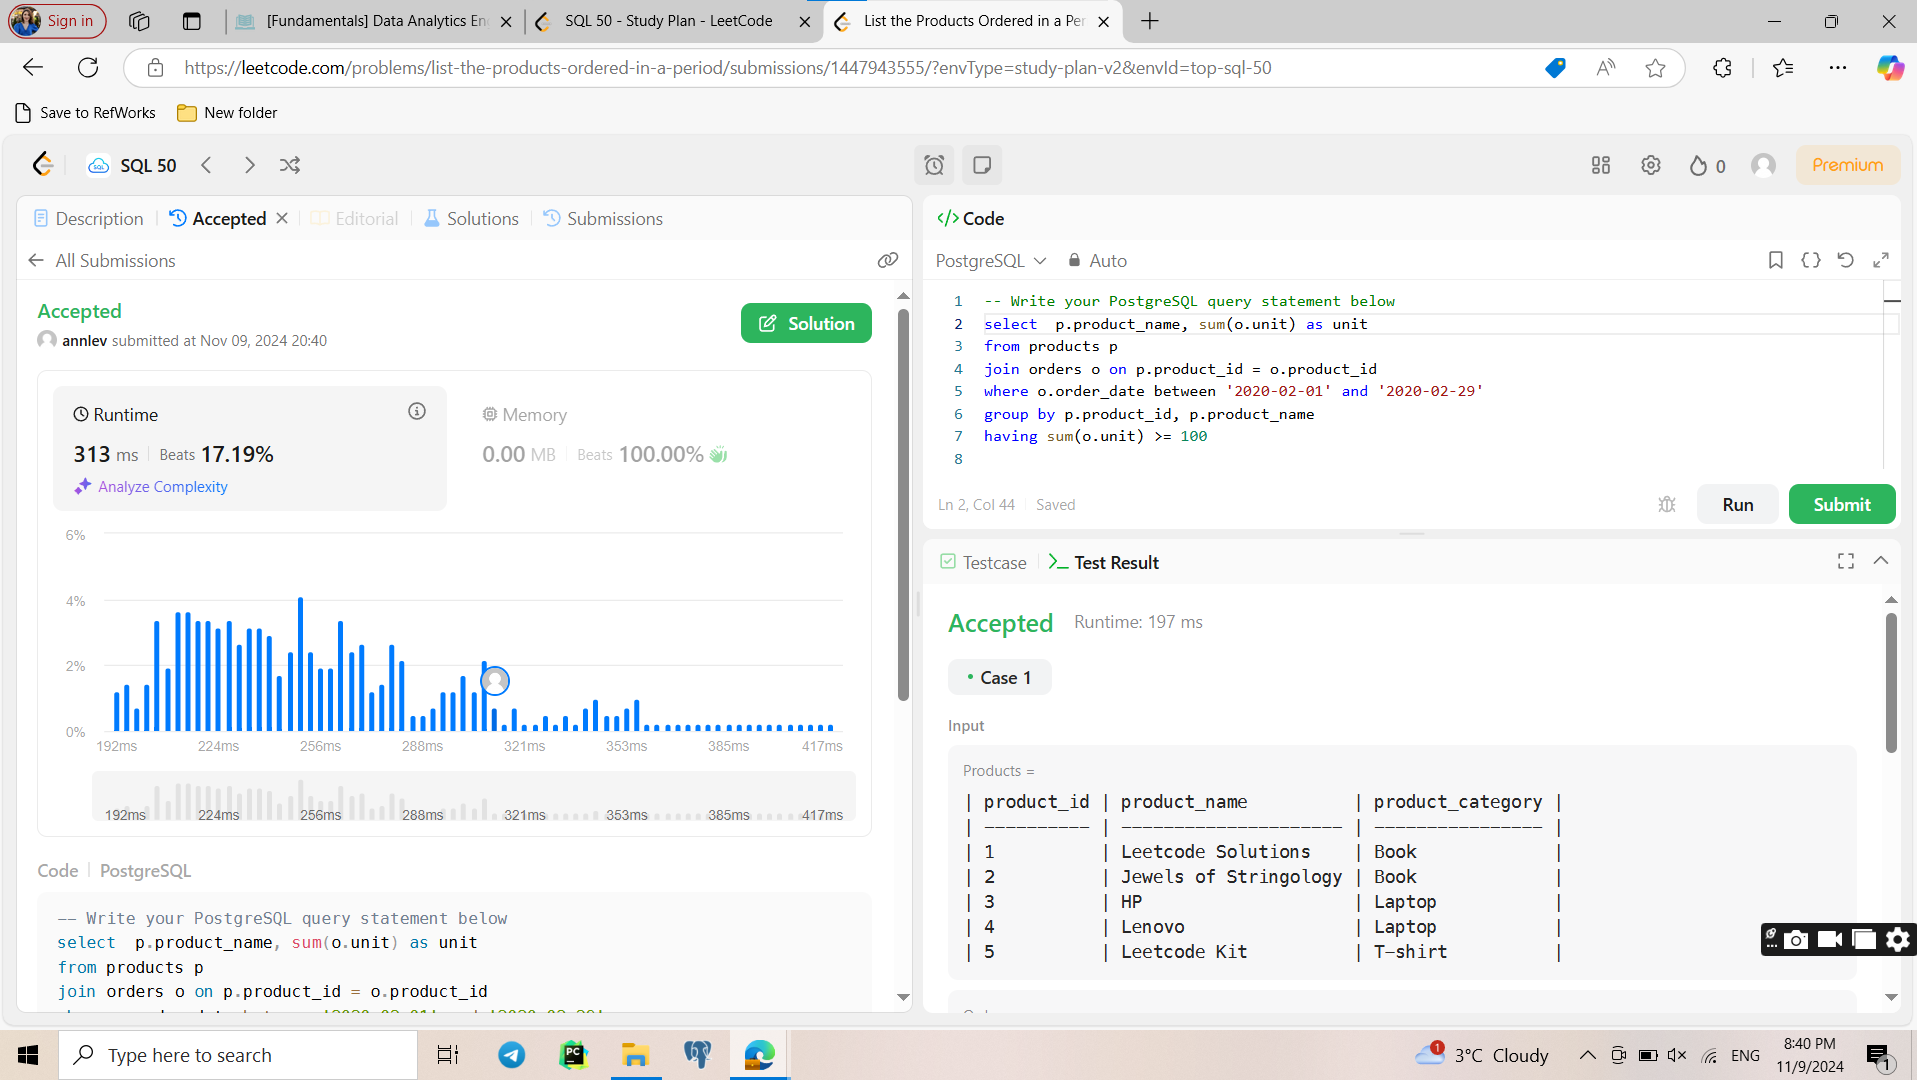 Sign in
[Fundamentals] Data Analytics En
SQL 50 - Study Plan - LeetCode
List the Products Ordered in a Per
https://leetcode.com/problems/list-the-products-ordered-in-a-period/submissions/1447943555/?envType=study-plan-v2&envId=top-sql-50
Save to RefWorks
New folder
SQL 50
0
Premium
Description
Accepted
Editorial
Solutions
Submissions
All Submissions
Accepted
annlev submitted at Nov 09, 2024 20:40
Solution
Runtime
313 ms
Beats 17.19%
Analyze Complexity
Memory
0.00 MB
Beats 100.00%
6%
4%
2%
0%
192ms 224ms 256ms 288ms 321ms 353ms 385ms 417ms
192ms 224ms 256ms 288ms 321ms 353ms 385ms 417ms
Code
PostgreSQL
-- Write your PostgreSQL query statement below
select  p.product_name, sum(o.unit) as unit
from products p
join orders o on p.product_id = o.product_id
</> Code
PostgreSQL
Auto
1 -- Write your PostgreSQL query statement below
2 select  p.product_name, sum(o.unit) as unit
3 from products p
4 join orders o on p.product_id = o.product_id
5 where o.order_date between '2020-02-01' and '2020-02-29'
6 group by p.product_id, p.product_name
7 having sum(o.unit) >= 100
8
Ln 2, Col 44
Saved
Run
Submit
Testcase
Test Result
Accepted
Runtime: 197 ms
Case 1
Input
Products =
| product_id | product_name | product_category |
| ---------- | --------------------- | ---------------- |
| 1 | Leetcode Solutions | Book |
| 2 | Jewels of Stringology | Book |
| 3 | HP | Laptop |
| 4 | Lenovo | Laptop |
| 5 | Leetcode Kit | T-shirt |
Type here to search
PC
1
3°C Cloudy
ENG
8:40 PM
11/9/2024
1